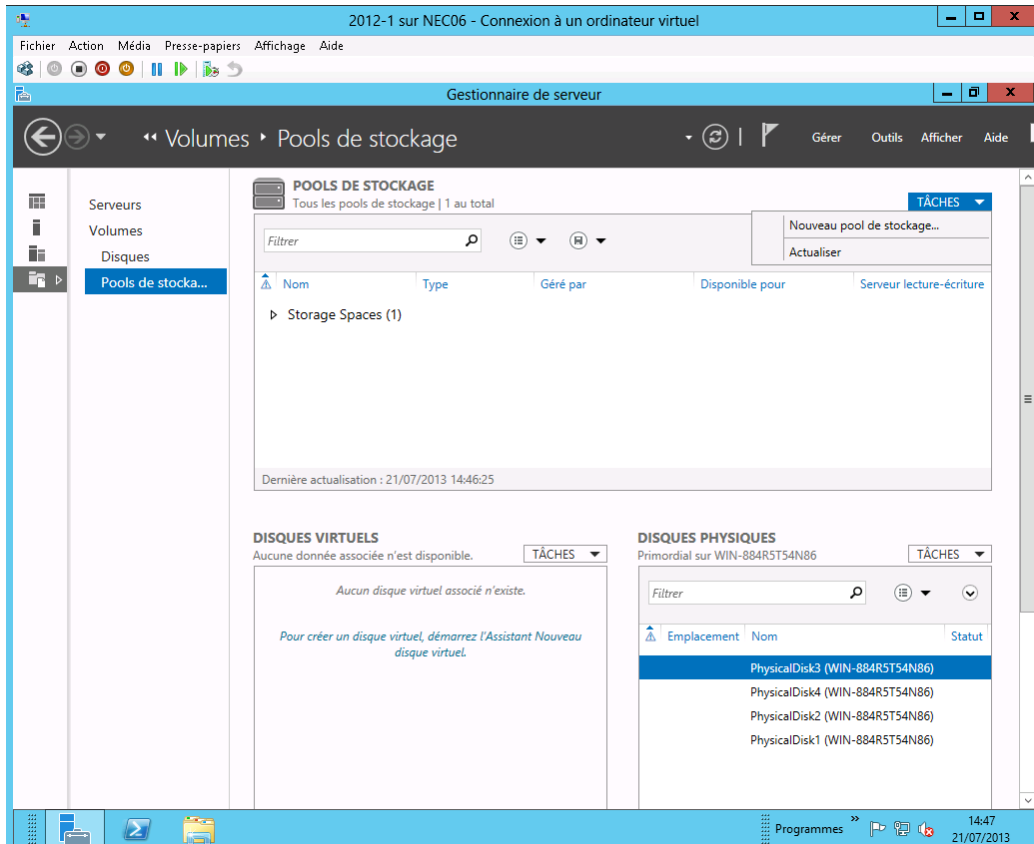 2012-1 sur NEC06 - Connexion à un ordinateur virtuel
Fichier Action Média Presse-papiers Affichage Aide
Gestionnaire de serveur
Volumes Pools de stockage
Gérer Outils Afficher Aide
Serveurs
Volumes
Disques
Pools de stocka...
POOLS DE STOCKAGE
Tous les pools de stockage | 1 au total
TÂCHES
Nouveau pool de stockage...
Actualiser
Filtrer
Nom Type Géré par Disponible pour Serveur lecture-écriture
Storage Spaces (1)
Dernière actualisation : 21/07/2013 14:46:25
DISQUES VIRTUELS
Aucune donnée associée n'est disponible.
TÂCHES
Aucun disque virtuel associé n'existe.
Pour créer un disque virtuel, démarrez l'Assistant Nouveau
disque virtuel.
DISQUES PHYSIQUES
Primordial sur WIN-884R5T54N86
TÂCHES
Filtrer
Emplacement Nom Statut
PhysicalDisk3 (WIN-884R5T54N86)
PhysicalDisk4 (WIN-884R5T54N86)
PhysicalDisk2 (WIN-884R5T54N86)
PhysicalDisk1 (WIN-884R5T54N86)
Programmes »
14:47
21/07/2013